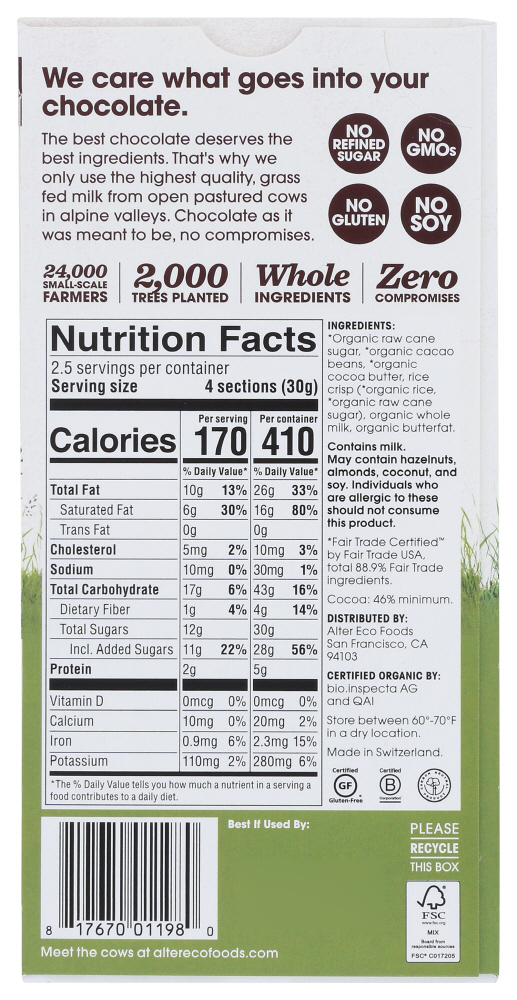 We care what goes into your
chocolate.
The best chocolate deserves the
best ingredients. That's why we
only use the highest quality, grass
fed milk from open pastured cows
in alpine valleys. Chocolate as it
was meant to be, no compromises.
NO
REFINED
SUGAR
NO
GMOs
NO
GLUTEN
NO
SOY
24,000
SMALL-SCALE
FARMERS
2,000
TREES PLANTED
Whole
INGREDIENTS
Zero
COMPROMISES
Nutrition Facts
2.5 servings per container
Serving size 4 sections (30g)
Per serving Per container
Calories 170 410
% Daily Value* % Daily Value*
Total Fat 10g 13% 26g 33%
Saturated Fat 6g 30% 16g 80%
Trans Fat 0g 0g
Cholesterol 5mg 2% 10mg 3%
Sodium 10mg 0% 30mg 1%
Total Carbohydrate 17g 6% 43g 16%
Dietary Fiber 1g 4% 4g 14%
Total Sugars 12g 30g
Incl. Added Sugars 11g 22% 28g 56%
Protein 2g 5g
Vitamin D 0mcg 0% 0mcg 0%
Calcium 10mg 0% 20mg 2%
Iron 0.9mg 6% 2.3mg 15%
Potassium 110mg 2% 280mg 6%
*The % Daily Value tells you how much a nutrient in a serving a
food contributes to a daily diet.
INGREDIENTS:
*Organic raw cane
sugar, *organic cacao
beans, *organic
cocoa butter, rice
crisp (*organic rice,
*organic raw cane
sugar), organic whole
milk, organic butterfat.
Contains milk.
May contain hazelnuts,
almonds, coconut, and
soy. Individuals who
are allergic to these
should not consume
this product.
*Fair Trade Certified™
by Fair Trade USA,
total 88.9% Fair Trade
ingredients.
Cocoa: 46% minimum.
DISTRIBUTED BY:
Alter Eco Foods
San Francisco, CA
94103
CERTIFIED ORGANIC BY:
bio.inspecta AG
and QAI
Store between 60°-70°F
in a dry location.
Made in Switzerland.
Certified
GF
Gluten-Free
Certified
B
Corporation
Best If Used By:
8 17670 01198 0
Meet the cows at alterecofoods.com
PLEASE
RECYCLE
THIS BOX
FSC
www.fsc.org
MIX
Board from
responsible sources
FSC® C017205